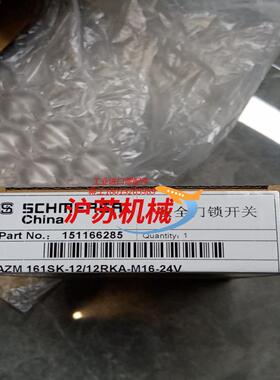 沪苏机械
SCHMERSAL
China
全门锁开关
Part No.: 151166285
Quantity: 1
AZM 161SK-12/12RKA-M16-24V